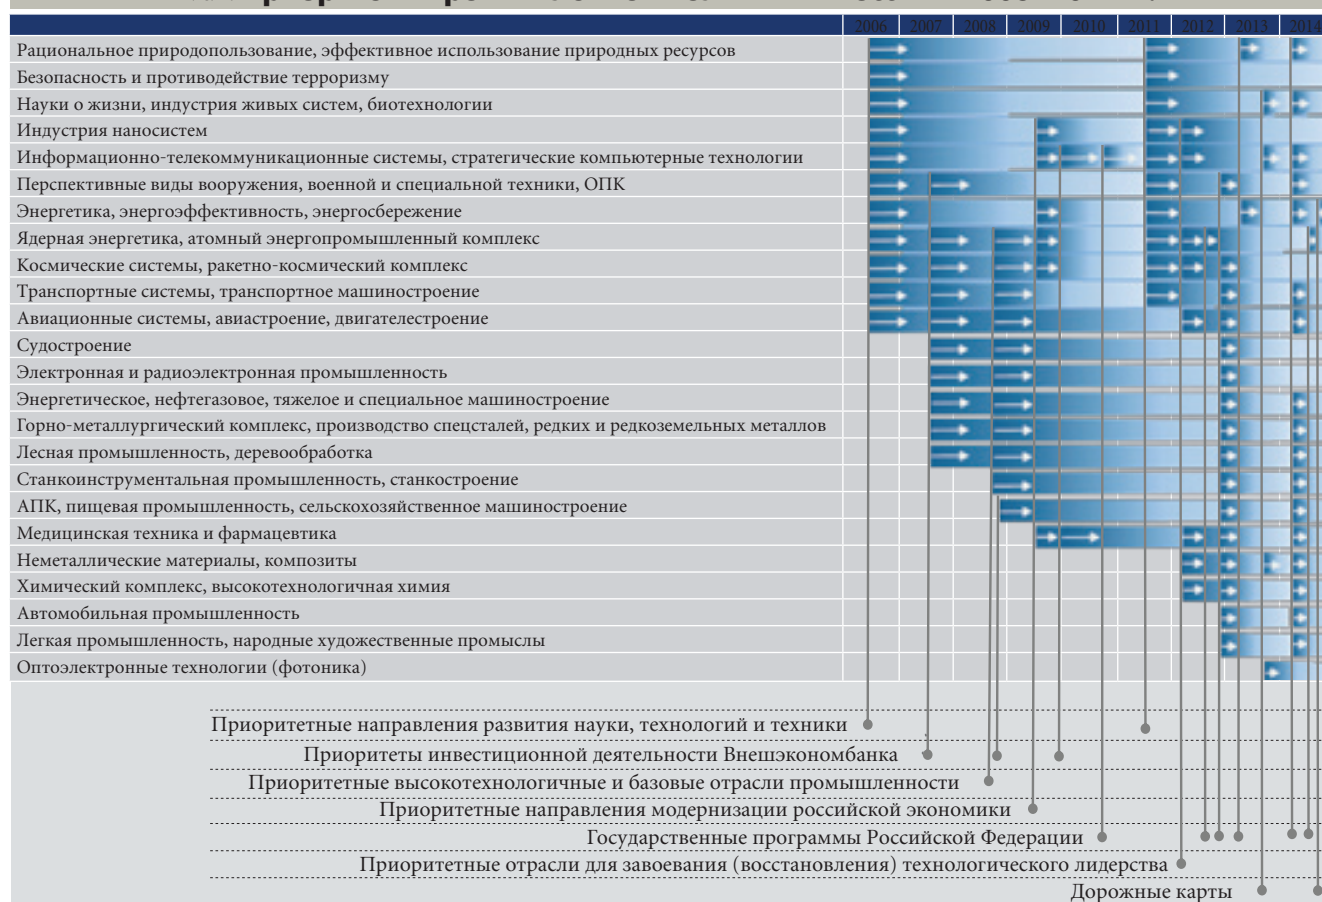 2006 2007 2008 2009 2010 2011 2012 2013 2014
Рациональное природопользование, эффективное использование природных ресурсов
Безопасность и противодействие терроризму
Науки о жизни, индустрия живых систем, биотехнологии
Индустрия наносистем
Информационно-телекоммуникационные системы, стратегические компьютерные технологии
Перспективные виды вооружения, военной и специальной техники, ОПК
Энергетика, энергоэффективность, энергосбережение
Ядерная энергетика, атомный энергопромышленный комплекс
Космические системы, ракетно-космический комплекс
Транспортные системы, транспортное машиностроение
Авиационные системы, авиастроение, двигателестроение
Судостроение
Электронная и радиоэлектронная промышленность
Энергетическое, нефтегазовое, тяжелое и специальное машиностроение
Горно-металлургический комплекс, производство спецсталей, редких и редкоземельных металлов
Лесная промышленность, деревообработка
Станкоинструментальная промышленность, станкостроение
АПК, пищевая промышленность, сельскохозяйственное машиностроение
Медицинская техника и фармацевтика
Неметаллические материалы, композиты
Химический комплекс, высокотехнологичная химия
Автомобильная промышленность
Легкая промышленность, народные художественные промыслы
Оптоэлектронные технологии (фотоника)
Приоритетные направления развития науки, технологий и техники
Приоритеты инвестиционной деятельности Внешэкономбанка
Приоритетные высокотехнологичные и базовые отрасли промышленности
Приоритетные направления модернизации российской экономики
Государственные программы Российской Федерации
Приоритетные отрасли для завоевания (восстановления) технологического лидерства
Дорожные карты